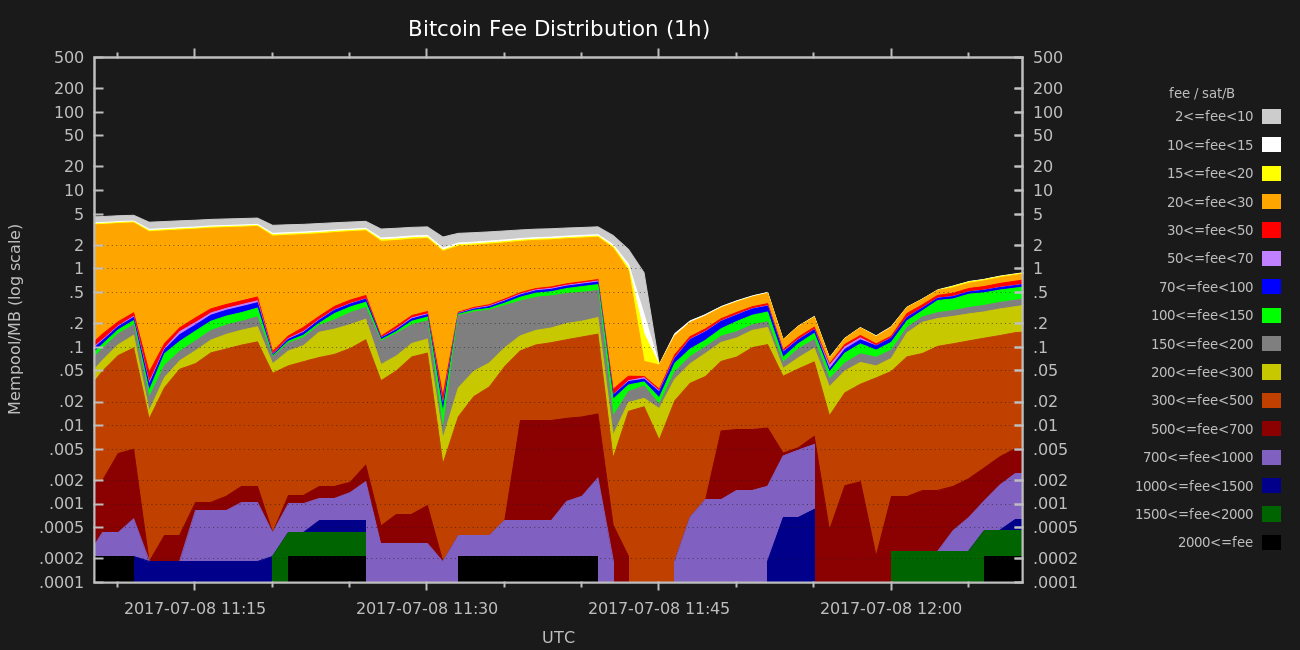 Bitcoin Fee Distribution (1h)
500
200
100
50
20
10
5
2
1
.5
.2
.1
.05
.02
.01
.005
.002
.001
.0005
.0002
.0001
Mempool/MB (log scale)
500
200
100
50
20
10
5
2
1
.5
.2
.1
.05
.02
.01
.005
.002
.001
.0005
.0002
.0001
2017-07-08 11:15
2017-07-08 11:30
2017-07-08 11:45
2017-07-08 12:00
UTC
fee / sat/B
2<=fee<10
10<=fee<15
15<=fee<20
20<=fee<30
30<=fee<50
50<=fee<70
70<=fee<100
100<=fee<150
150<=fee<200
200<=fee<300
300<=fee<500
500<=fee<700
700<=fee<1000
1000<=fee<1500
1500<=fee<2000
2000<=fee